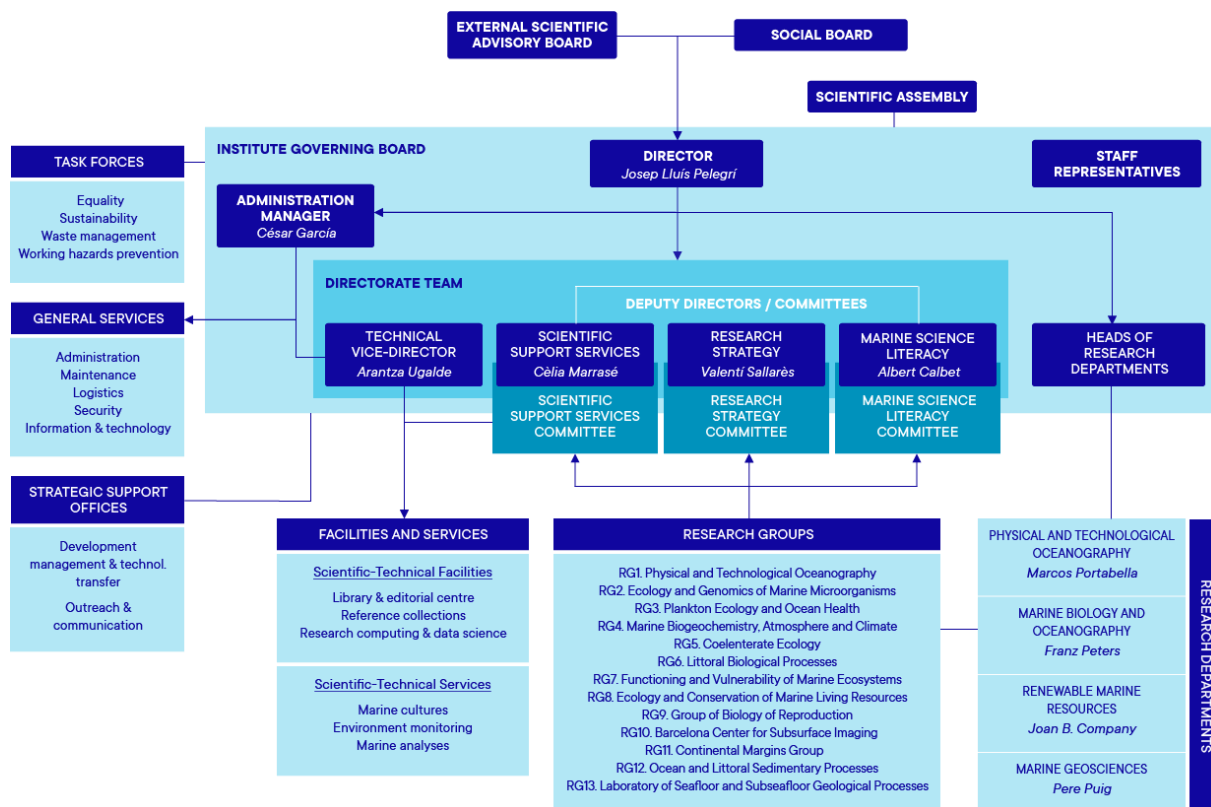 EXTERNAL SCIENTIFIC
ADVISORY BOARD
SOCIAL BOARD
SCIENTIFIC ASSEMBLY
INSTITUTE GOVERNING BOARD
DIRECTOR
Josep Lluís Pelegrí
STAFF
REPRESENTATIVES
ADMINISTRATION
MANAGER
César García
TASK FORCES
Equality
Sustainability
Waste management
Working hazards prevention
DIRECTORATE TEAM
DEPUTY DIRECTORS / COMMITTEES
TECHNICAL
VICE-DIRECTOR
Arantza Ugalde
SCIENTIFIC
SUPPORT SERVICES
Cèlia Marrasé
RESEARCH
STRATEGY
Valentí Sallarès
MARINE SCIENCE
LITERACY
Albert Calbet
HEADS OF
RESEARCH
DEPARTMENTS
SCIENTIFIC
SUPPORT SERVICES
COMMITTEE
RESEARCH
STRATEGY
COMMITTEE
MARINE SCIENCE
LITERACY
COMMITTEE
GENERAL SERVICES
Administration
Maintenance
Logistics
Security
Information & technology
STRATEGIC SUPPORT
OFFICES
Development
management & technol.
transfer
Outreach &
communication
FACILITIES AND SERVICES
Scientific-Technical Facilities
Library & editorial centre
Reference collections
Research computing & data science
Scientific-Technical Services
Marine cultures
Environment monitoring
Marine analyses
RESEARCH GROUPS
RG1. Physical and Technological Oceanography
RG2. Ecology and Genomics of Marine Microorganisms
RG3. Plankton Ecology and Ocean Health
RG4. Marine Biogeochemistry, Atmosphere and Climate
RG5. Coelenterate Ecology
RG6. Littoral Biological Processes
RG7. Functioning and Vulnerability of Marine Ecosystems
RG8. Ecology and Conservation of Marine Living Resources
RG9. Group of Biology of Reproduction
RG10. Barcelona Center for Subsurface Imaging
RG11. Continental Margins Group
RG12. Ocean and Littoral Sedimentary Processes
RG13. Laboratory of Seafloor and Subseafloor Geological Processes
PHYSICAL AND TECHNOLOGICAL
OCEANOGRAPHY
Marcos Portabella
MARINE BIOLOGY AND
OCEANOGRAPHY
Franz Peters
RENEWABLE MARINE
RESOURCES
Joan B. Company
MARINE GEOSCIENCES
Pere Puig
RESEARCH DEPARTMENTS